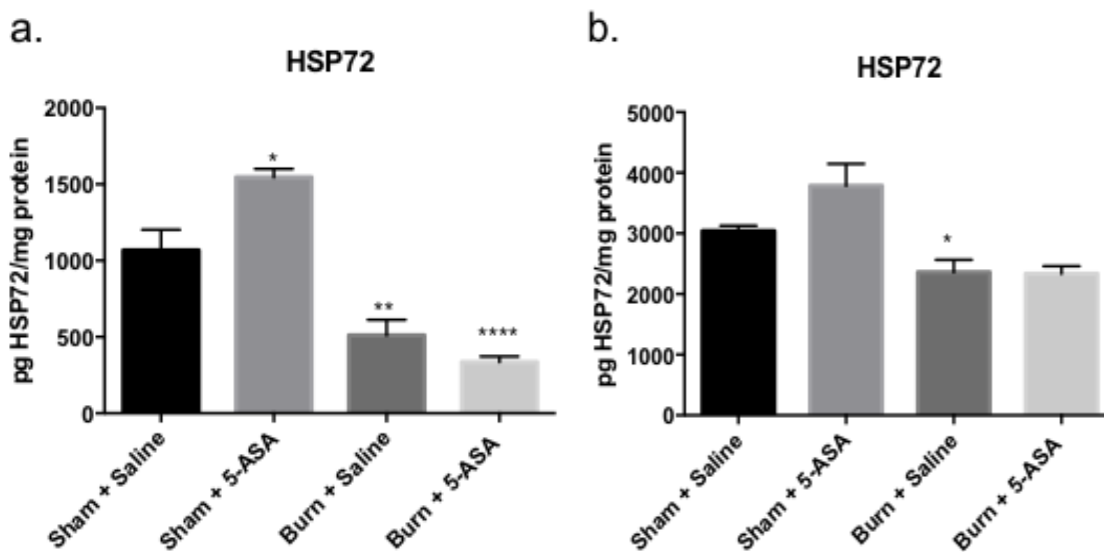 a.
HSP72
pg HSP72/mg protein
2000
1500
1000
500
0
*
**
****
Sham + Saline
Sham + 5-ASA
Burn + Saline
Burn + 5-ASA
b.
HSP72
pg HSP72/mg protein
5000
4000
3000
2000
1000
0
*
Sham + Saline
Sham + 5-ASA
Burn + Saline
Burn + 5-ASA